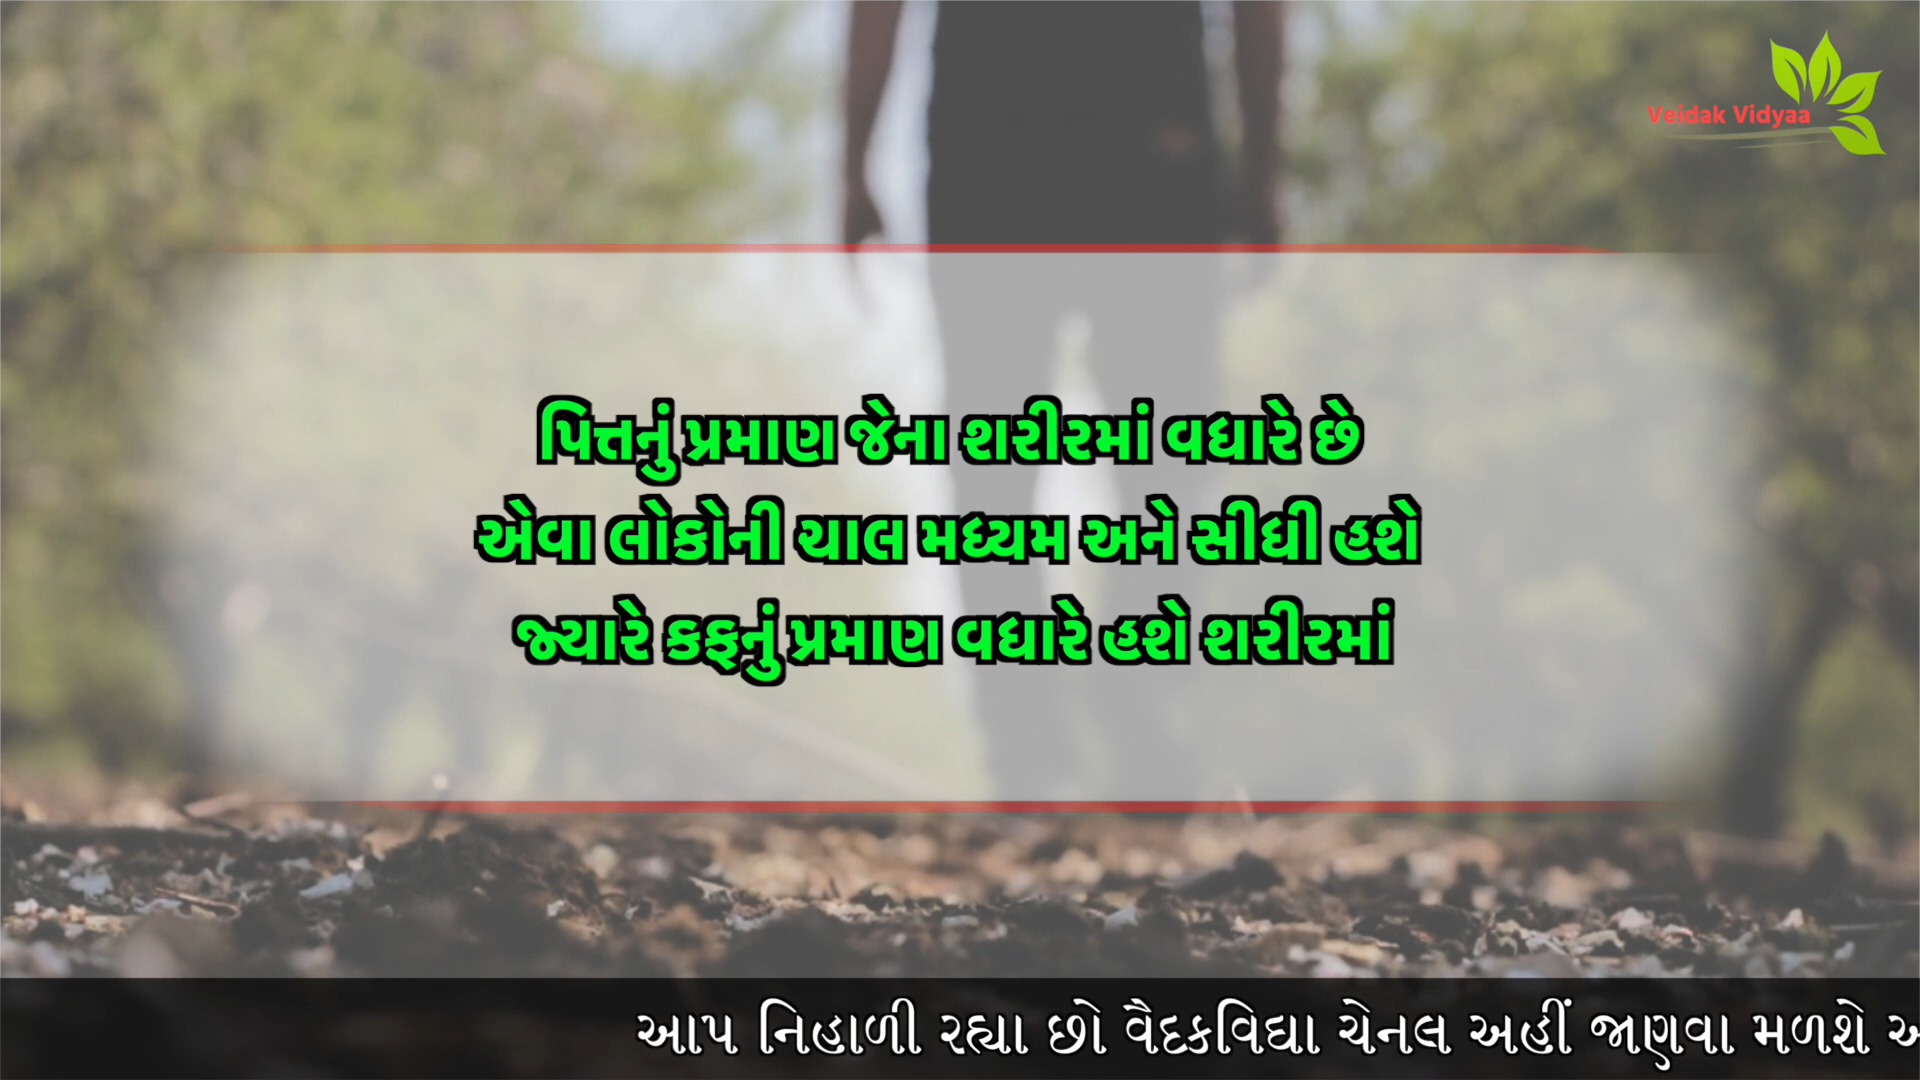 Veidak Vidyaa
પિત્તનું પ્રમાણ જેના શરીરમાં વધારે છે
એવા લોકોની ચાલ મધ્યમ અને સીધી હશે
જ્યારે કફનું પ્રમાણ વધારે હશે શરીરમાં
આપ નિહાળી રહ્યા છો વૈદકવિદ્યા ચેનલ અહીં જાણવા મળશે